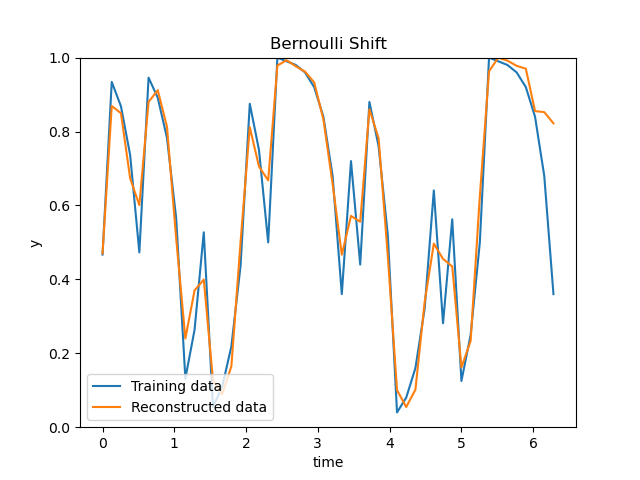 Bernoulli Shift
1.0
0.8
0.6
0.4
0.2
0.0
y
Training data
Reconstructed data
0 1 2 3 4 5 6
time